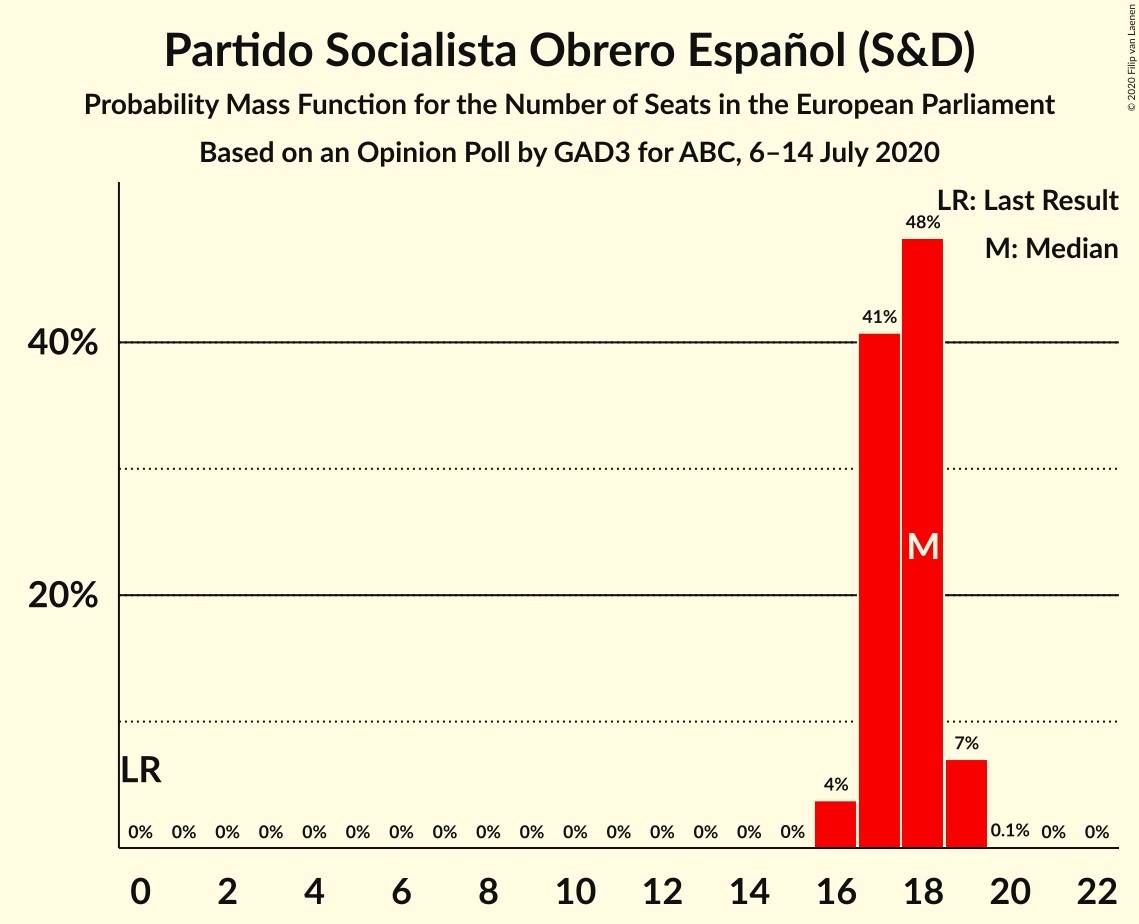 Partido Socialista Obrero Español (S&D)
Probability Mass Function for the Number of Seats in the European Parliament
Based on an Opinion Poll by GAD3 for ABC, 6–14 July 2020
© 2020 Filip van Laenen
LR: Last Result
M: Median
48%
41%
40%
M
20%
7%
LR
4%
0% 0% 0% 0% 0% 0% 0% 0% 0% 0% 0% 0% 0% 0% 0% 0% 0.1% 0% 0%
0 2 4 6 8 10 12 14 16 18 20 22